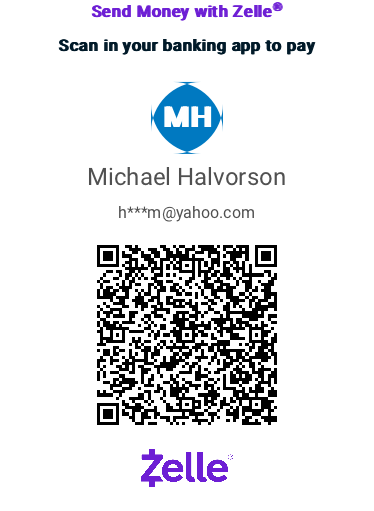 Send Money with Zelle®
Scan in your banking app to pay
MH
Michael Halvorson
h***m@yahoo.com
Zelle